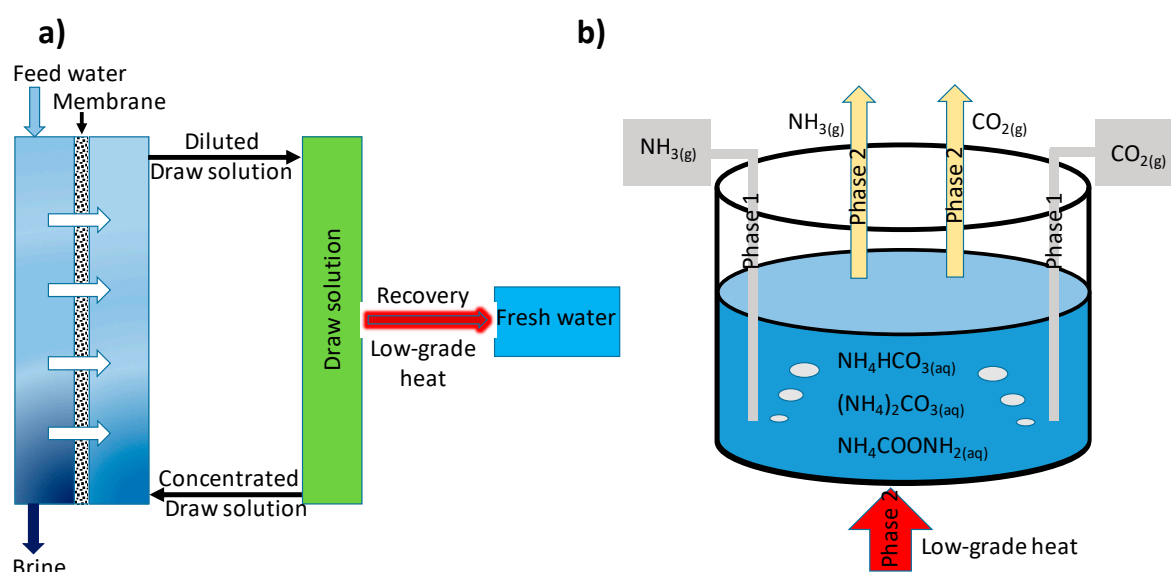 a)
Feed water
Membrane
Diluted
Draw solution
Draw solution
Recovery
Low-grade
heat
Fresh water
Concentrated
Draw solution
Brine
b)
NH₃(g)
CO₂(g)
NH₃(g)
CO₂(g)
Phase 1
Phase 2
Phase 2
Phase 1
NH₄HCO₃(aq)
(NH₄)₂CO₃(aq)
NH₄COONH₂(aq)
Phase 2
Low-grade heat